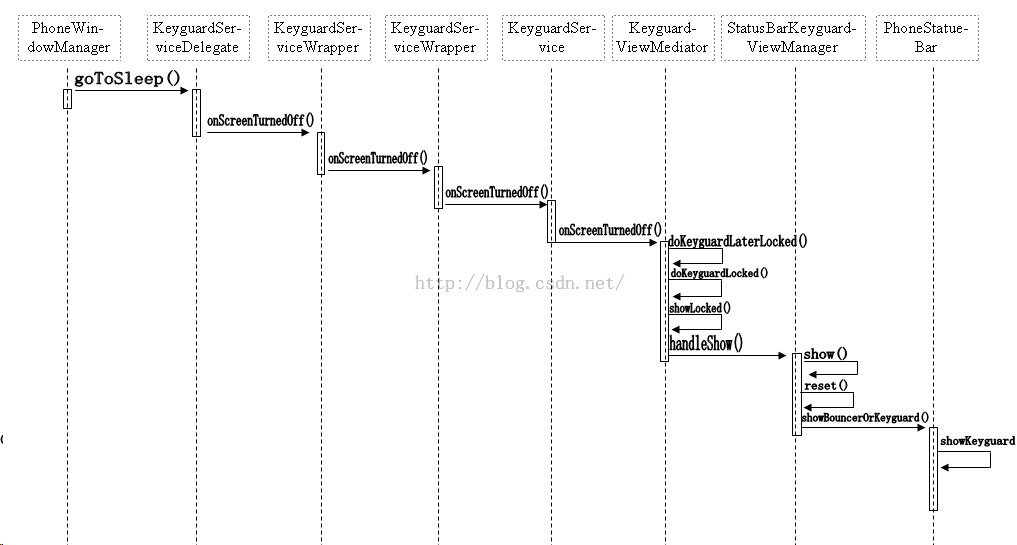 PhoneWin-
dowManager
KeyguardSer-
viceDelegate
KeyguardSer-
viceWrapper
KeyguardSer-
viceWrapper
KeyguardSer-
vice
Keyguard-
ViewMediator
StatusBarKeyguard-
ViewManager
PhoneStatue-
Bar
goToSleep()
onScreenTurnedOff()
onScreenTurnedOff()
onScreenTurnedOff()
onScreenTurnedOff()
doKeyguardLaterLocked()
doKeyguardLocked()
http://blog.csdn.net/
showLocked()
handleShow()
show()
reset()
showBouncerOrKeyguard()
showKeyguard